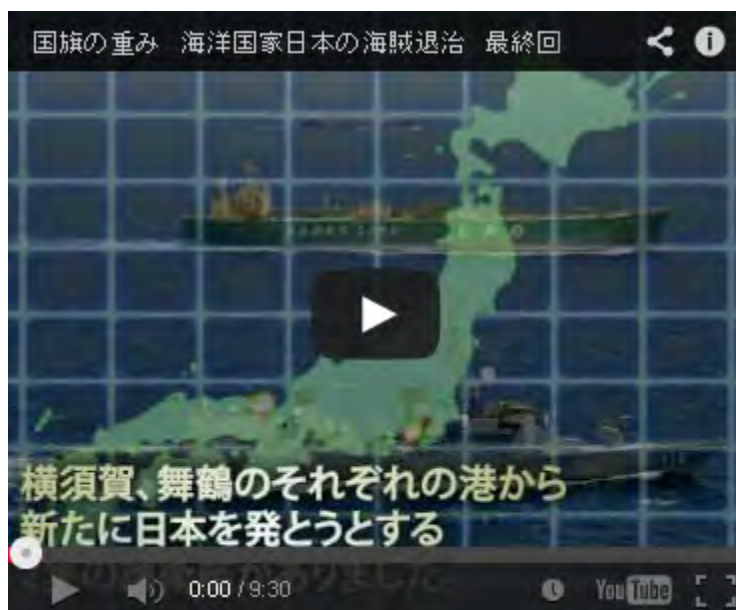 国旗の重み 海洋国家日本の海賊退治 最終回
横須賀、舞鶴のそれぞれの港から
新たに日本を発とうとする
0:00 / 9:30
YouTube